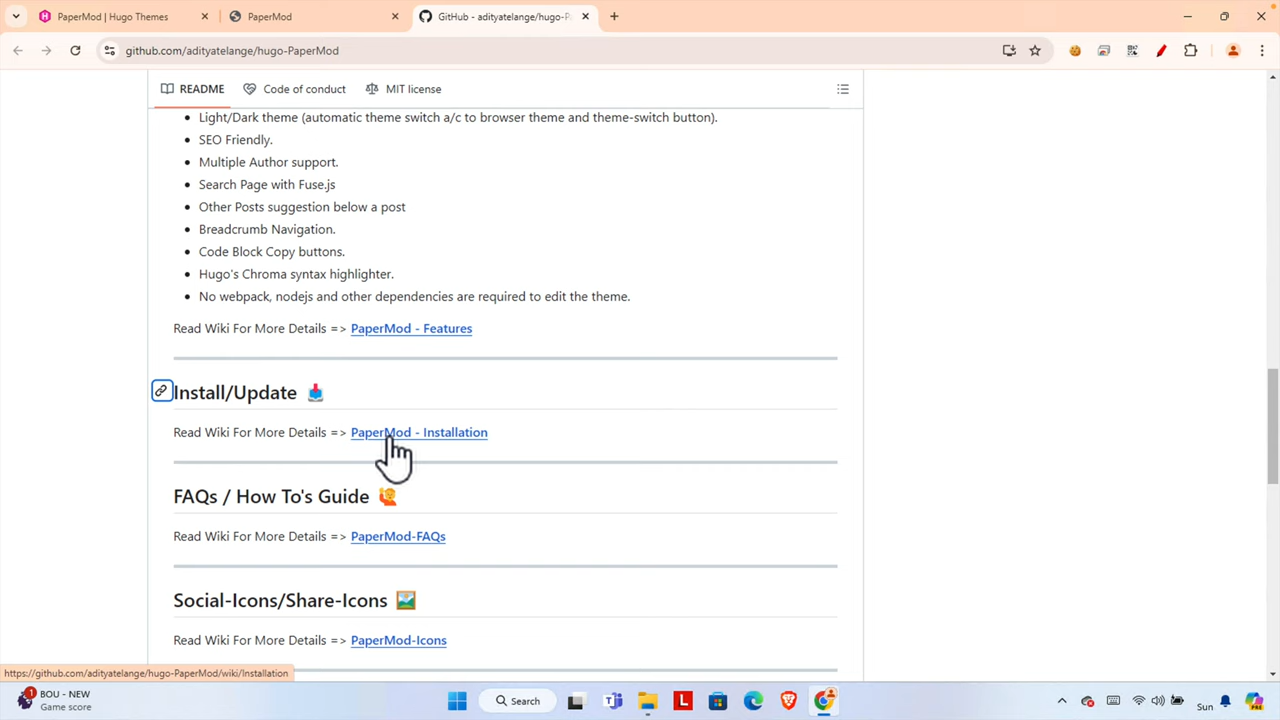 PaperMod | Hugo Themes
PaperMod
GitHub - adityatelange/hugo-P
github.com/adityatelange/hugo-PaperMod
README
Code of conduct
MIT license
Light/Dark theme (automatic theme switch a/c to browser theme and theme-switch button).
SEO Friendly.
Multiple Author support.
Search Page with Fuse.js
Other Posts suggestion below a post
Breadcrumb Navigation.
Code Block Copy buttons.
Hugo's Chroma syntax highlighter.
No webpack, nodejs and other dependencies are required to edit the theme.
Read Wiki For More Details => PaperMod - Features
Install/Update
Read Wiki For More Details => PaperMod - Installation
FAQs / How To's Guide
Read Wiki For More Details => PaperMod-FAQs
Social-Icons/Share-Icons
Read Wiki For More Details => PaperMod-Icons
https://github.com/adityatelange/hugo-PaperMod/wiki/Installation
1
BOU - NEW
Game score
Search
L
Sun